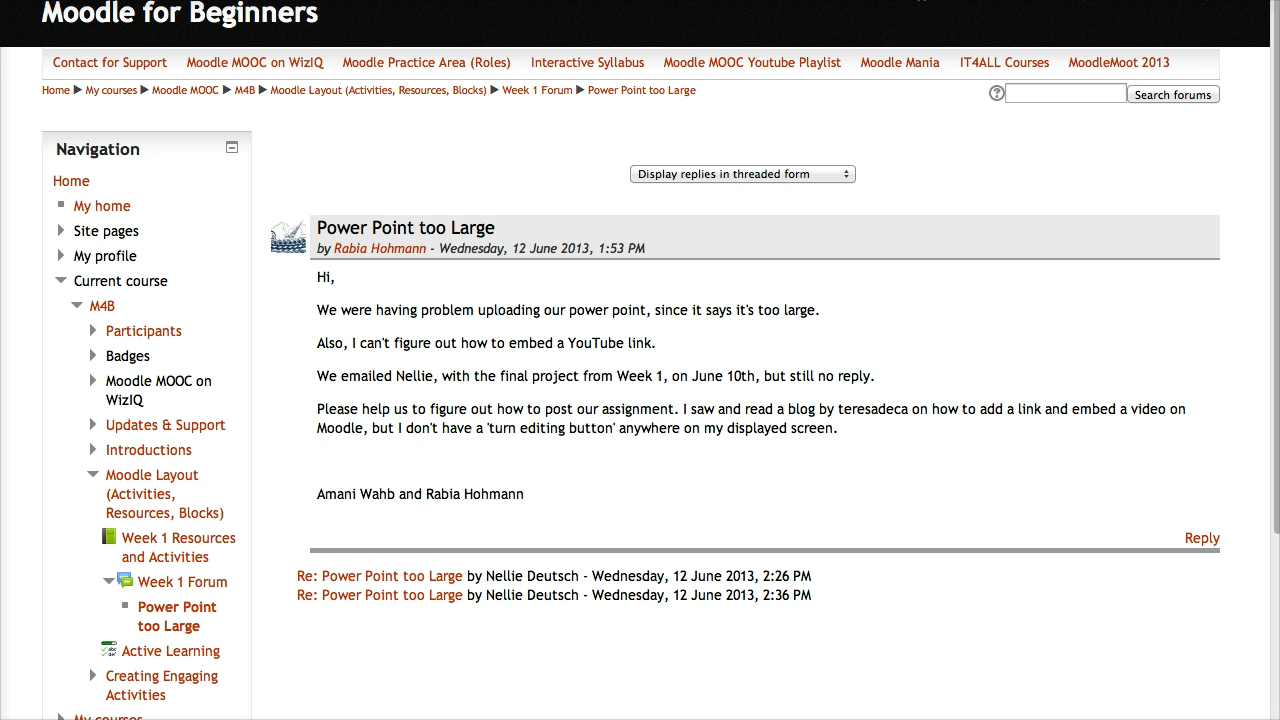 Moodle for Beginners
Contact for Support Moodle MOOC on WizIQ Moodle Practice Area (Roles) Interactive Syllabus Moodle MOOC Youtube Playlist Moodle Mania IT4ALL Courses MoodleMoot 2013
Home ▶ My courses ▶ Moodle MOOC ▶ M4B ▶ Moodle Layout (Activities, Resources, Blocks) ▶ Week 1 Forum ▶ Power Point too Large
Search forums
Navigation
Home
My home
Site pages
My profile
Current course
M4B
Participants
Badges
Moodle MOOC on
WizIQ
Updates & Support
Introductions
Moodle Layout
(Activities,
Resources, Blocks)
Week 1 Resources
and Activities
Week 1 Forum
Power Point
too Large
Active Learning
Creating Engaging
Activities
My courses
Display replies in threaded form
Power Point too Large
by Rabia Hohmann - Wednesday, 12 June 2013, 1:53 PM
Hi,
We were having problem uploading our power point, since it says it's too large.
Also, I can't figure out how to embed a YouTube link.
We emailed Nellie, with the final project from Week 1, on June 10th, but still no reply.
Please help us to figure out how to post our assignment. I saw and read a blog by teresadeca on how to add a link and embed a video on
Moodle, but I don't have a 'turn editing button' anywhere on my displayed screen.
Amani Wahb and Rabia Hohmann
Reply
Re: Power Point too Large by Nellie Deutsch - Wednesday, 12 June 2013, 2:26 PM
Re: Power Point too Large by Nellie Deutsch - Wednesday, 12 June 2013, 2:36 PM